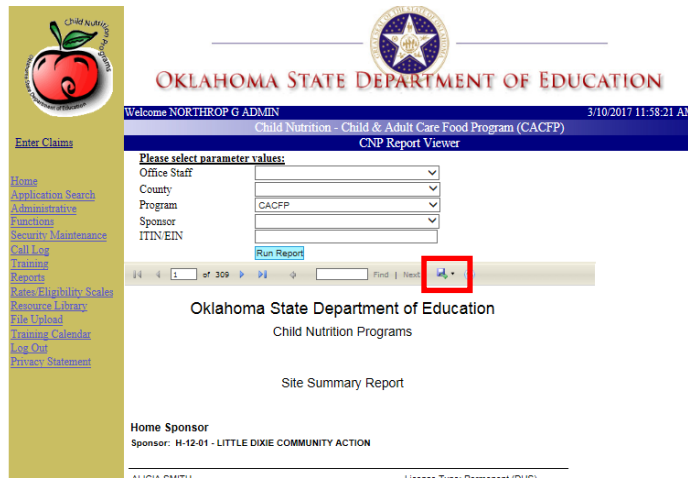 Child Nutrition Programs
Oklahoma State Department of Education
Welcome NORTHROP G ADMIN 3/10/2017 11:58:21 AM
Child Nutrition - Child & Adult Care Food Program (CACFP)
CNP Report Viewer
Enter Claims
Home
Application Search
Administrative
Functions
Security Maintenance
Call Log
Training
Reports
Rates/Eligibility Scales
Resource Library
File Upload
Training Calendar
Log Out
Privacy Statement
Please select parameter values:
Office Staff
County
Program CACFP
Sponsor
ITIN/EIN
Run Report
1 of 309 Find | Next
Oklahoma State Department of Education
Child Nutrition Programs
Site Summary Report
Home Sponsor
Sponsor: H-12-01 - LITTLE DIXIE COMMUNITY ACTION
ALICIA SMITH License Type: Permanent (DHS)